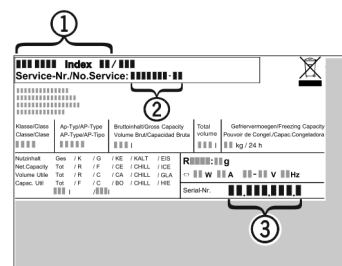 1
Index /
Service-Nr./No.Service: -
2
Klasse/Class Ap-Typ/AP-Type Bruttoinhalt/Gross Capacity Total Gefriervermoegen/Freezing Capacity
Classe/Clase AP-Type/AP-Tipo Volume Brut/Capacidad Bruta volume Pouvoir de Congel./Capac.Congeladora
l l kg / 24 h
Nutzinhalt Ges / K / G / KE / KALT / EIS
Net.Capacity Tot / R / F / CE / CHILL / ICE
Volume Utile Tot / R / C / CA / CHILL / GLA
Capac. Util Tot / F / C / BO / CHILL / HIE
l / l
R : g
W A - V Hz
Serial-Nr. . . .
3